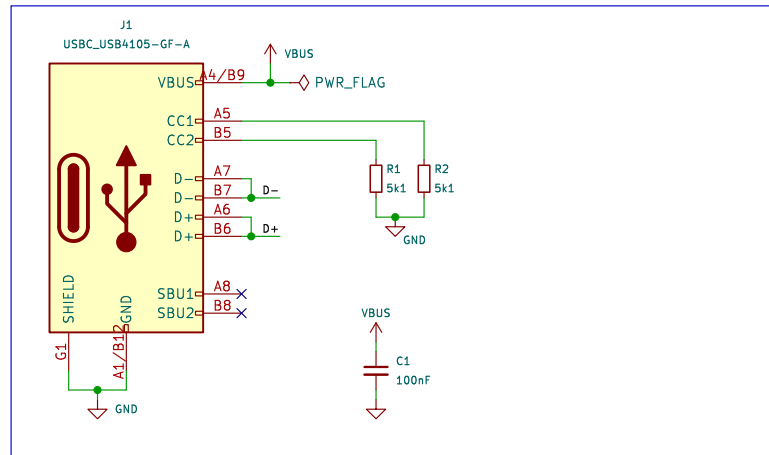 J1
USBC_USB4105-GF-A
VBUS
A4/B9
VBUS
PWR_FLAG
CC1
A5
CC2
B5
R1
5k1
R2
5k1
D-
A7
D-
B7
D-
D+
A6
D+
B6
D+
GND
SBU1
A8
SBU2
B8
SHIELD
GND
G1
A1/B12
GND
VBUS
C1
100nF